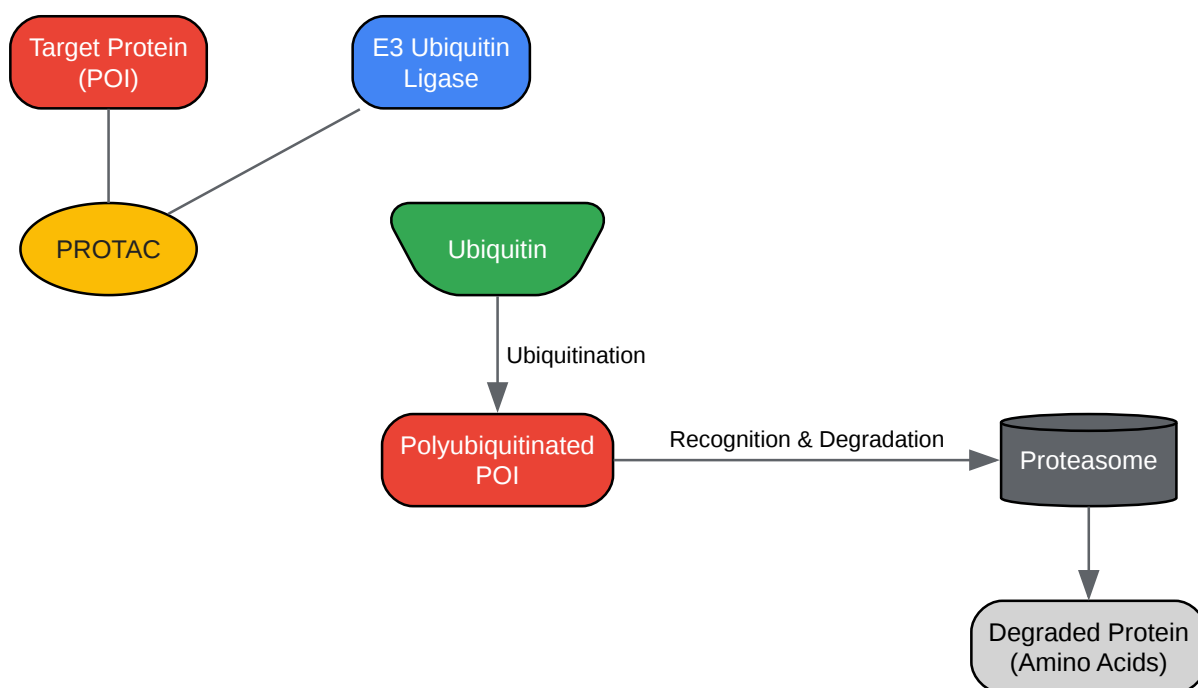 Target Protein
(POI)
E3 Ubiquitin
Ligase
PROTAC
Ubiquitin
Ubiquitination
Polyubiquitinated
POI
Recognition & Degradation
Proteasome
Degraded Protein
(Amino Acids)